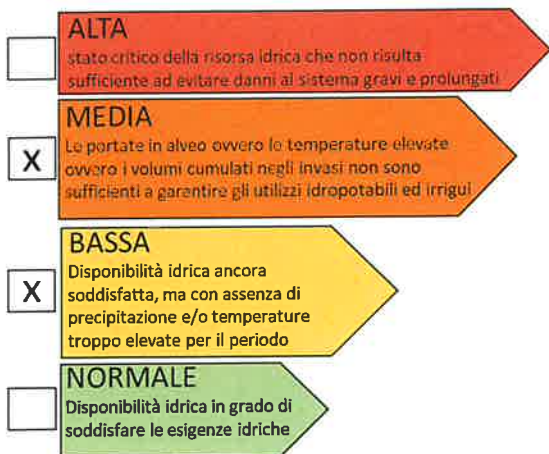 ALTA
stato critico della risorsa idrica che non risulta
sufficiente ad evitare danni al sistema gravi e prolungati
X
MEDIA
Le portate in alveo ovvero le temperature elevate
ovvero i volumi cumulati negli invasi non sono
sufficienti a garantire gli utilizzi idropotabili ed irrigui
X
BASSA
Disponibilità idrica ancora
soddisfatta, ma con assenza di
precipitazione e/o temperature
troppo elevate per il periodo
NORMALE
Disponibilità idrica in grado di
soddisfare le esigenze idriche